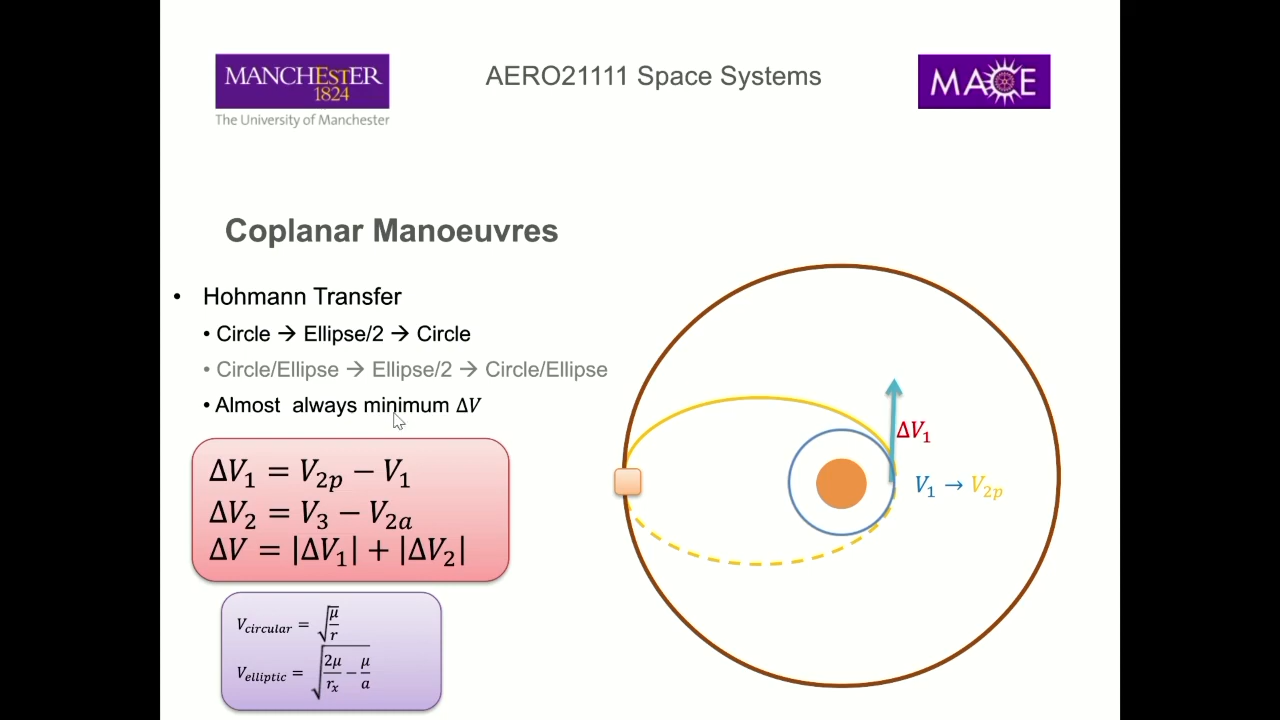 MANCHESTER
1824
The University of Manchester
AERO21111 Space Systems
MACE
Coplanar Manoeuvres
• Hohmann Transfer
• Circle → Ellipse/2 → Circle
• Circle/Ellipse → Ellipse/2 → Circle/Ellipse
• Almost always minimum ΔV
ΔV₁ = V₂ₚ − V₁
ΔV₂ = V₃ − V₂ₐ
ΔV = |ΔV₁| + |ΔV₂|
V_circular = √(μ/r)
V_elliptic = √(2μ/r_x − μ/a)
ΔV₁
V₁ → V₂ₚ